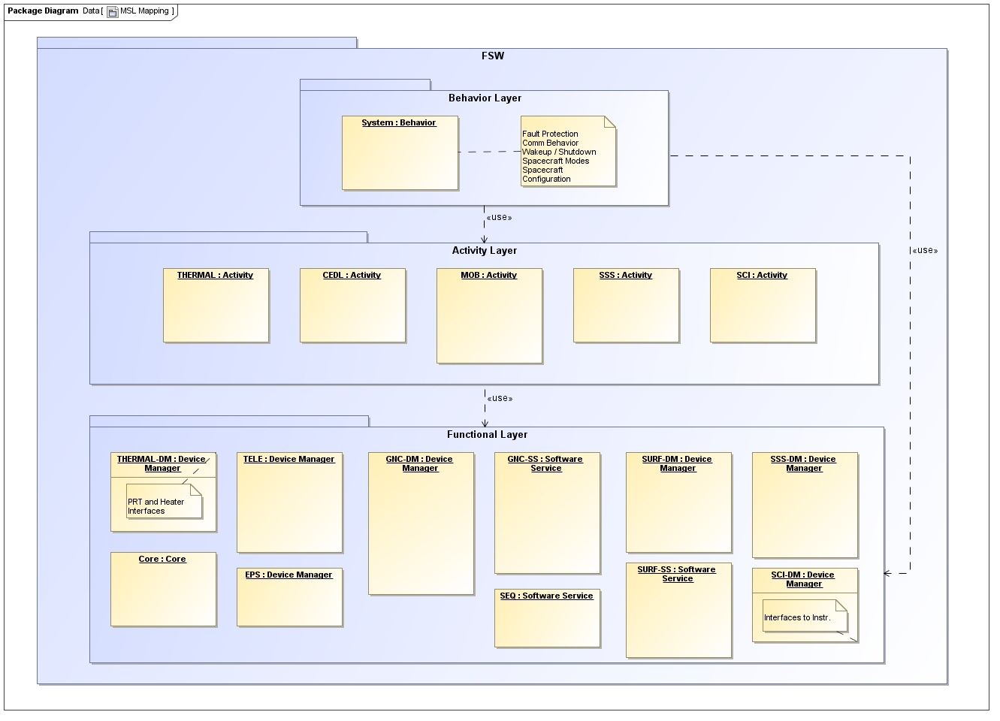 Package Diagram Data [ MSL Mapping ]
FSW
Behavior Layer
System : Behavior
Fault Protection
Comm Behavior
Wakeup / Shutdown
Spacecraft Modes
Spacecraft
Configuration
«use»
«use»
Activity Layer
THERMAL : Activity
CEDL : Activity
MOB : Activity
SSS : Activity
SCI : Activity
«use»
Functional Layer
THERMAL-DM : Device
Manager
PRT and Heater
Interfaces
TELE : Device Manager
GNC-DM : Device
Manager
GNC-SS : Software
Service
SURF-DM : Device
Manager
SSS-DM : Device
Manager
Core : Core
EPS : Device Manager
SEQ : Software Service
SURF-SS : Software
Service
SCI-DM : Device
Manager
Interfaces to Instr.